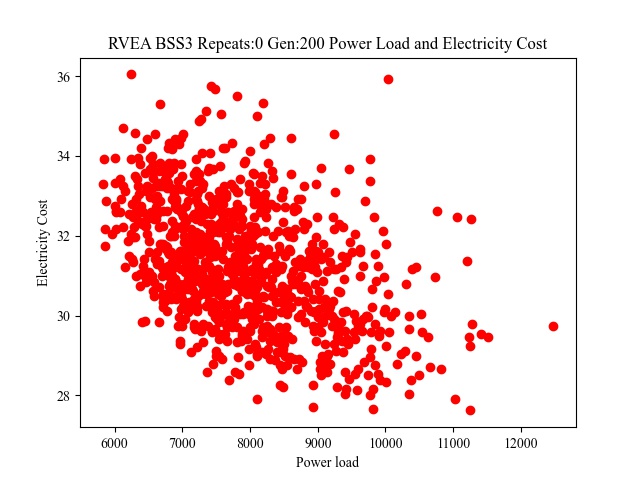 RVEA BSS3 Repeats:0 Gen:200 Power Load and Electricity Cost
36
34
32
30
28
Electricity Cost
6000 7000 8000 9000 10000 11000 12000
Power load